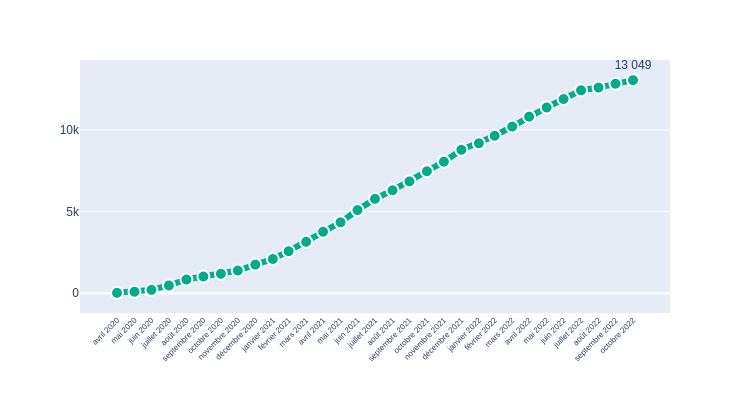 13 049
10k
5k
0
avril 2020
mai 2020
juin 2020
juillet 2020
août 2020
septembre 2020
octobre 2020
novembre 2020
décembre 2020
janvier 2021
février 2021
mars 2021
avril 2021
mai 2021
juin 2021
juillet 2021
août 2021
septembre 2021
octobre 2021
novembre 2021
décembre 2021
janvier 2022
février 2022
mars 2022
avril 2022
mai 2022
juin 2022
juillet 2022
août 2022
septembre 2022
octobre 2022